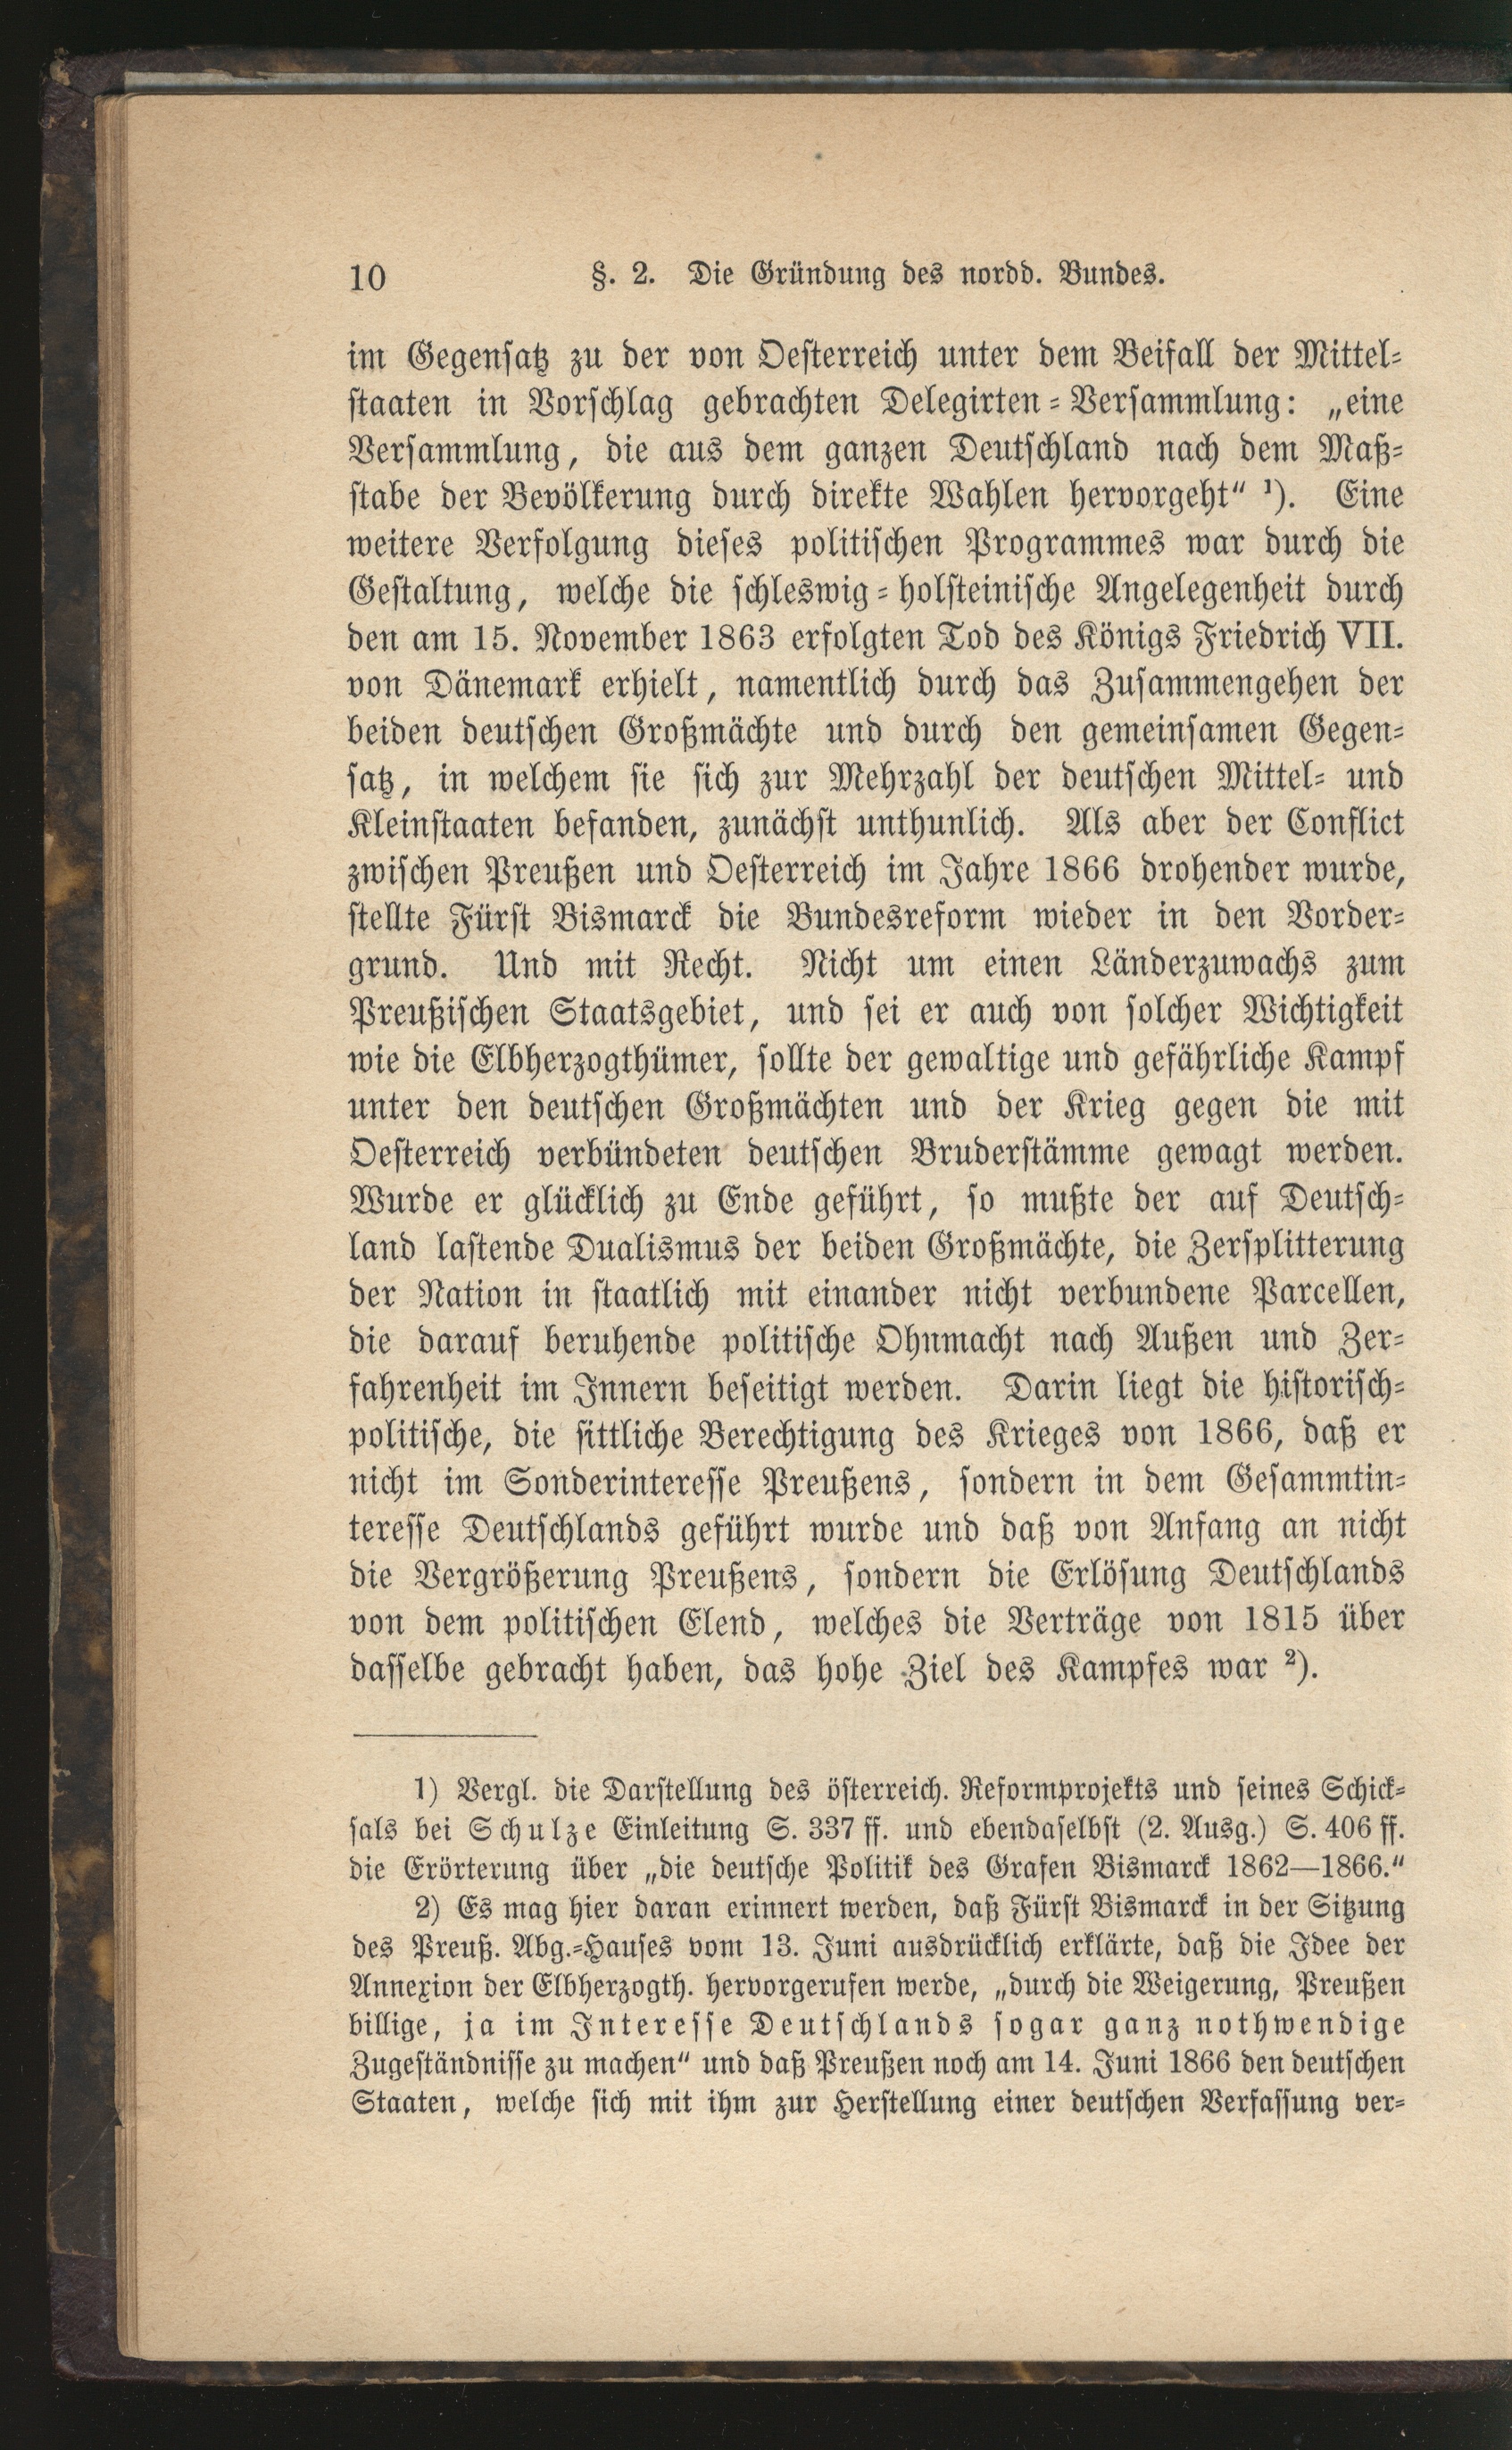 10 §. 2. Die Gründung des nordd. Bundes.
im Gegensatz zu der von Oesterreich unter dem Beifall der Mittel-
staaten in Vorschlag gebrachten Delegirten-Versammlung: „eine
Versammlung, die aus dem ganzen Deutschland nach dem Maß-
stabe der Bevölkerung durch direkte Wahlen hervorgeht“ ¹). Eine
weitere Verfolgung dieses politischen Programmes war durch die
Gestaltung, welche die schleswig-holsteinische Angelegenheit durch
den am 15. November 1863 erfolgten Tod des Königs Friedrich VII.
von Dänemark erhielt, namentlich durch das Zusammengehen der
beiden deutschen Großmächte und durch den gemeinsamen Gegen-
satz, in welchem sie sich zur Mehrzahl der deutschen Mittel- und
Kleinstaaten befanden, zunächst unthunlich. Als aber der Conflict
zwischen Preußen und Oesterreich im Jahre 1866 drohender wurde,
stellte Fürst Bismarck die Bundesreform wieder in den Vorder-
grund. Und mit Recht. Nicht um einen Länderzuwachs zum
Preußischen Staatsgebiet, und sei er auch von solcher Wichtigkeit
wie die Elbherzogthümer, sollte der gewaltige und gefährliche Kampf
unter den deutschen Großmächten und der Krieg gegen die mit
Oesterreich verbündeten deutschen Bruderstämme gewagt werden.
Wurde er glücklich zu Ende geführt, so mußte der auf Deutsch-
land lastende Dualismus der beiden Großmächte, die Zersplitterung
der Nation in staatlich mit einander nicht verbundene Parcellen,
die darauf beruhende politische Ohnmacht nach Außen und Zer-
fahrenheit im Innern beseitigt werden. Darin liegt die historisch-
politische, die sittliche Berechtigung des Krieges von 1866, daß er
nicht im Sonderinteresse Preußens, sondern in dem Gesammtin-
teresse Deutschlands geführt wurde und daß von Anfang an nicht
die Vergrößerung Preußens, sondern die Erlösung Deutschlands
von dem politischen Elend, welches die Verträge von 1815 über
dasselbe gebracht haben, das hohe Ziel des Kampfes war ²).
1) Vergl. die Darstellung des österreich. Reformprojekts und seines Schick-
sals bei Schulze Einleitung S. 337 ff. und ebendaselbst (2. Ausg.) S. 406 ff.
die Erörterung über „die deutsche Politik des Grafen Bismarck 1862—1866.“
2) Es mag hier daran erinnert werden, daß Fürst Bismarck in der Sitzung
des Preuß. Abg.-Hauses vom 13. Juni ausdrücklich erklärte, daß die Idee der
Annexion der Elbherzogth. hervorgerufen werde, „durch die Weigerung, Preußen
billige, ja im Interesse Deutschlands sogar ganz nothwendige
Zugeständnisse zu machen“ und daß Preußen noch am 14. Juni 1866 den deutschen
Staaten, welche sich mit ihm zur Herstellung einer deutschen Verfassung ver-